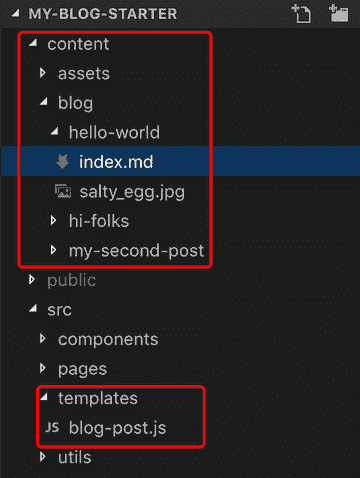 MY-BLOG-STARTER
content
assets
blog
hello-world
index.md
salty_egg.jpg
hi-folks
my-second-post
public
src
components
pages
templates
JS blog-post.js
utils